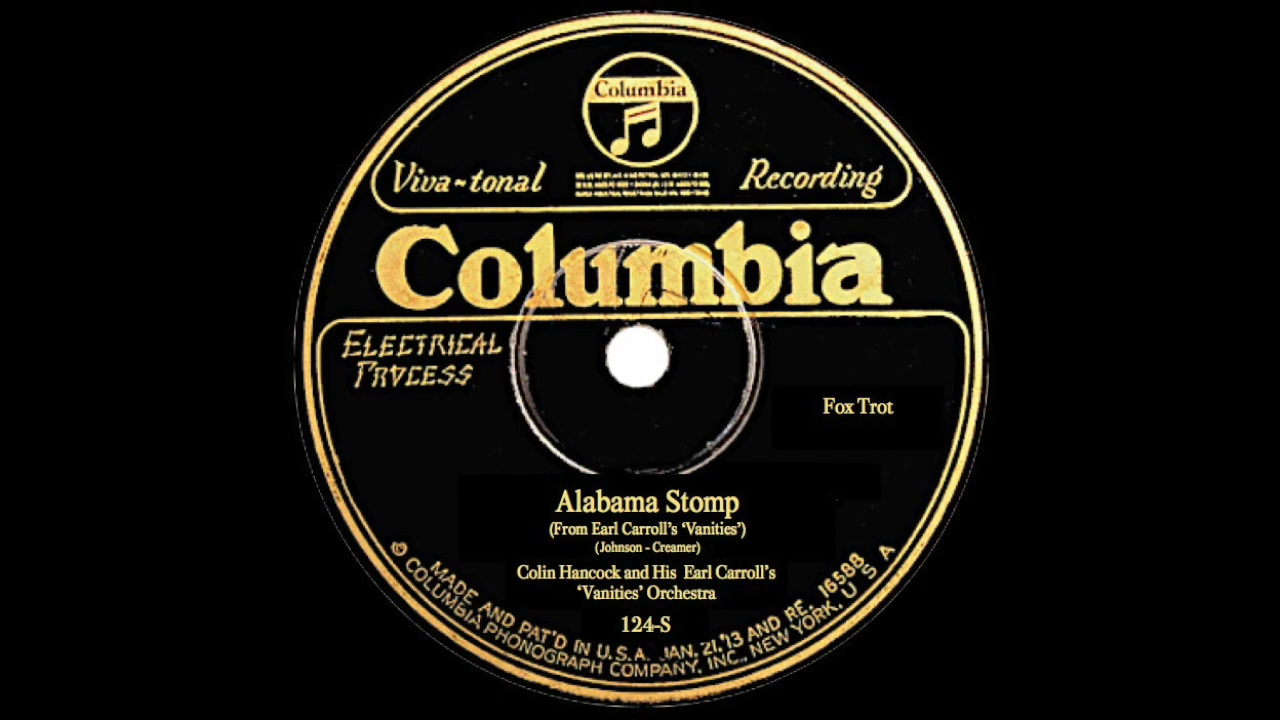 Columbia
Viva-tonal Recording
Columbia
ELECTRICAL
PROCESS
Fox Trot
Alabama Stomp
(From Earl Carroll's 'Vanities')
(Johnson - Creamer)
Colin Hancock and His Earl Carroll's
'Vanities' Orchestra
124-S
MADE AND PAT'D IN U.S.A. JAN. 21,'13 AND RE. 16588
© COLUMBIA PHONOGRAPH COMPANY, INC., NEW YORK, U S A